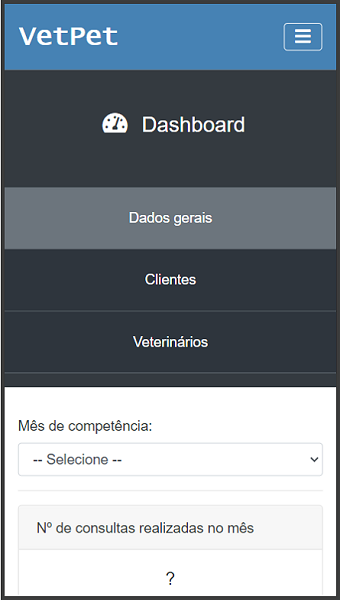 VetPet
Dashboard
Dados gerais
Clientes
Veterinários
Mês de competência:
-- Selecione --
Nº de consultas realizadas no mês
?